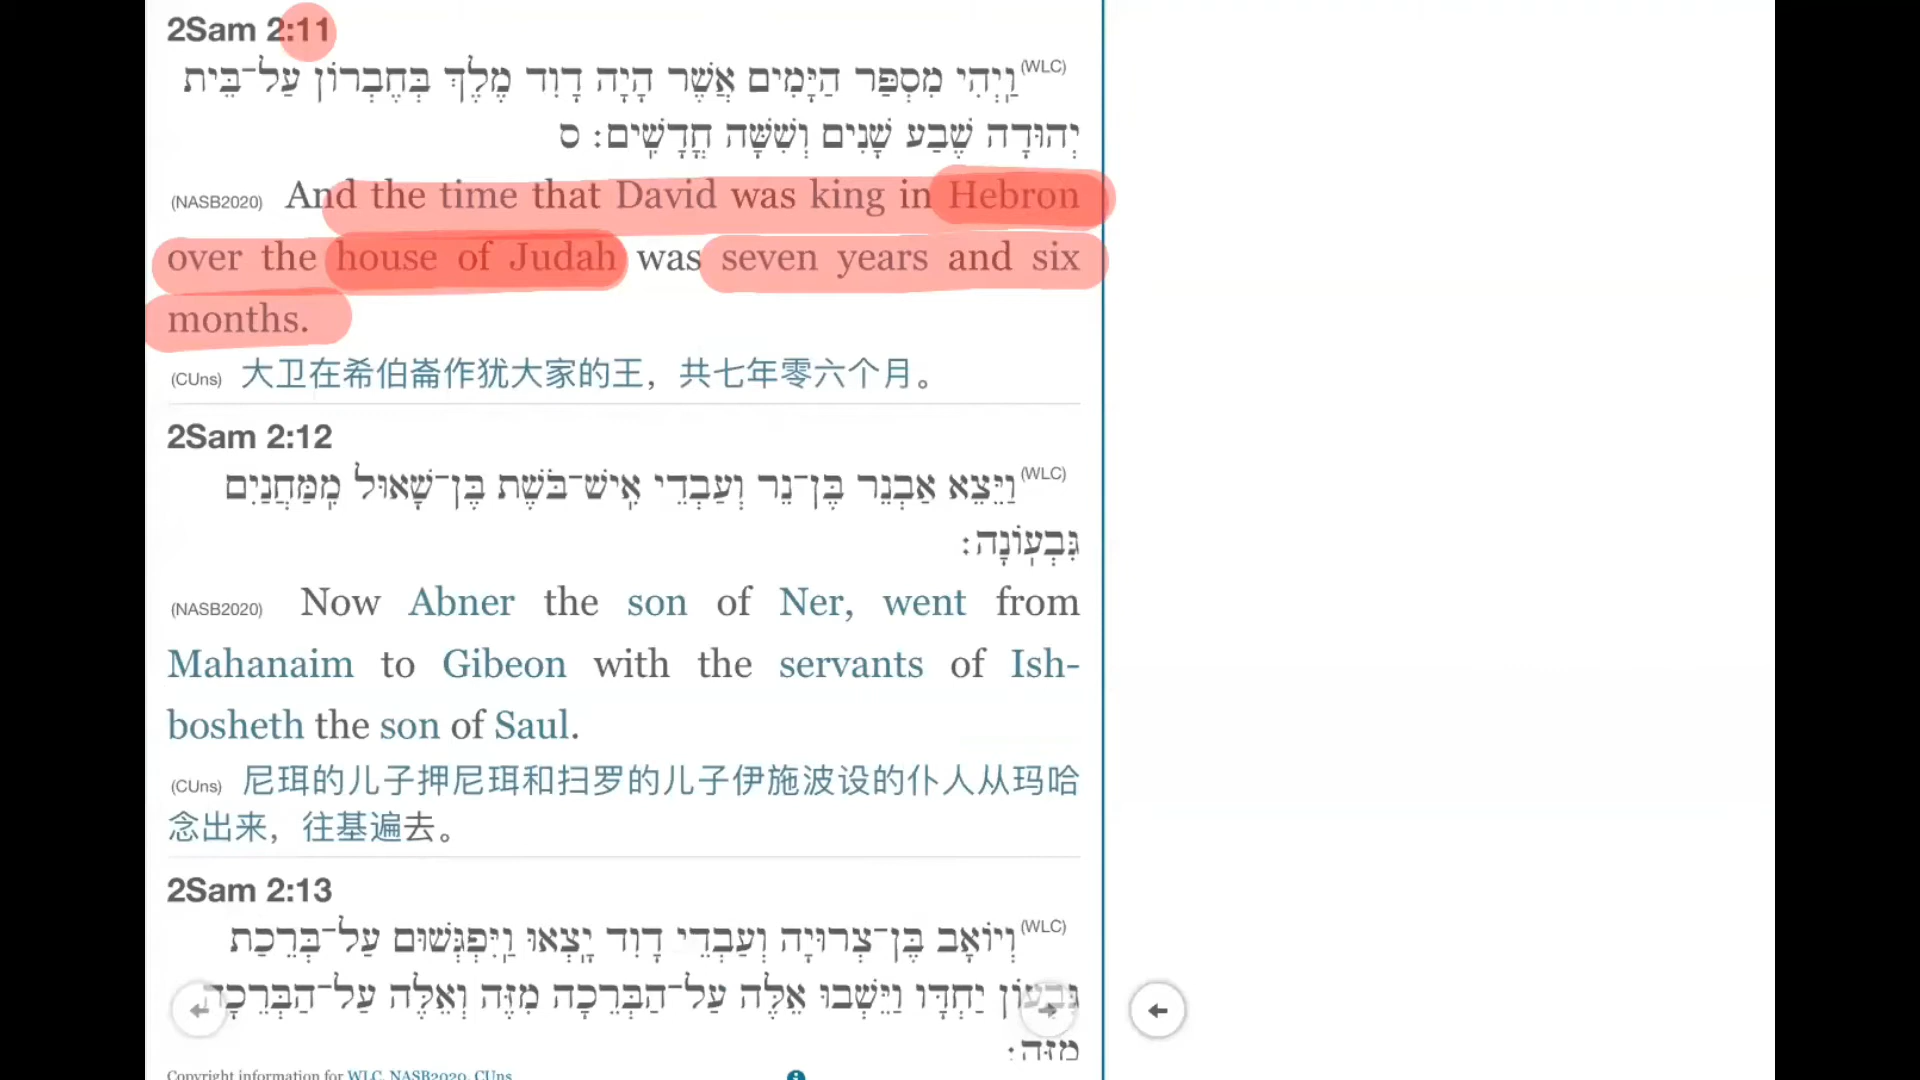 2Sam 2:11
(WLC) וַֽיְהִי מִסְפַּר הַיָּמִים אֲשֶׁר הָיָה דָוִד מֶלֶךְ בְּחֶבְרוֹן עַל־בֵּית
יְהוּדָה שֶׁבַע שָׁנִים וְשִׁשָּׁה חֳדָשִֽׁים׃ ס
(NASB2020) And the time that David was king in Hebron
over the house of Judah was seven years and six
months.
(CUns) 大卫在希伯崙作犹大家的王，共七年零六个月。
2Sam 2:12
(WLC) וַיֵּצֵא אַבְנֵר בֶּן־נֵר וְעַבְדֵי אִֽישׁ־בֹּשֶׁת בֶּן־שָׁאוּל מִֽמַּחֲנַיִם
גִּבְעֽוֹנָה׃
(NASB2020) Now Abner the son of Ner, went from
Mahanaim to Gibeon with the servants of Ish-
bosheth the son of Saul.
(CUns) 尼珥的儿子押尼珥和扫罗的儿子伊施波设的仆人从玛哈
念出来，往基遍去。
2Sam 2:13
(WLC) וְיוֹאָב בֶּן־צְרוּיָה וְעַבְדֵי דָוִד יָֽצְאוּ וַֽיִּפְגְּשׁוּם עַל־בְּרֵכַת
גִּבְעוֹן יַחְדָּו וַיֵּשְׁבוּ אֵלֶּה עַל־הַבְּרֵכָה מִזֶּה וְאֵלֶּה עַל־הַבְּרֵכָה
מִזֶּה׃
Copyright information for WLC, NASB2020, CUns